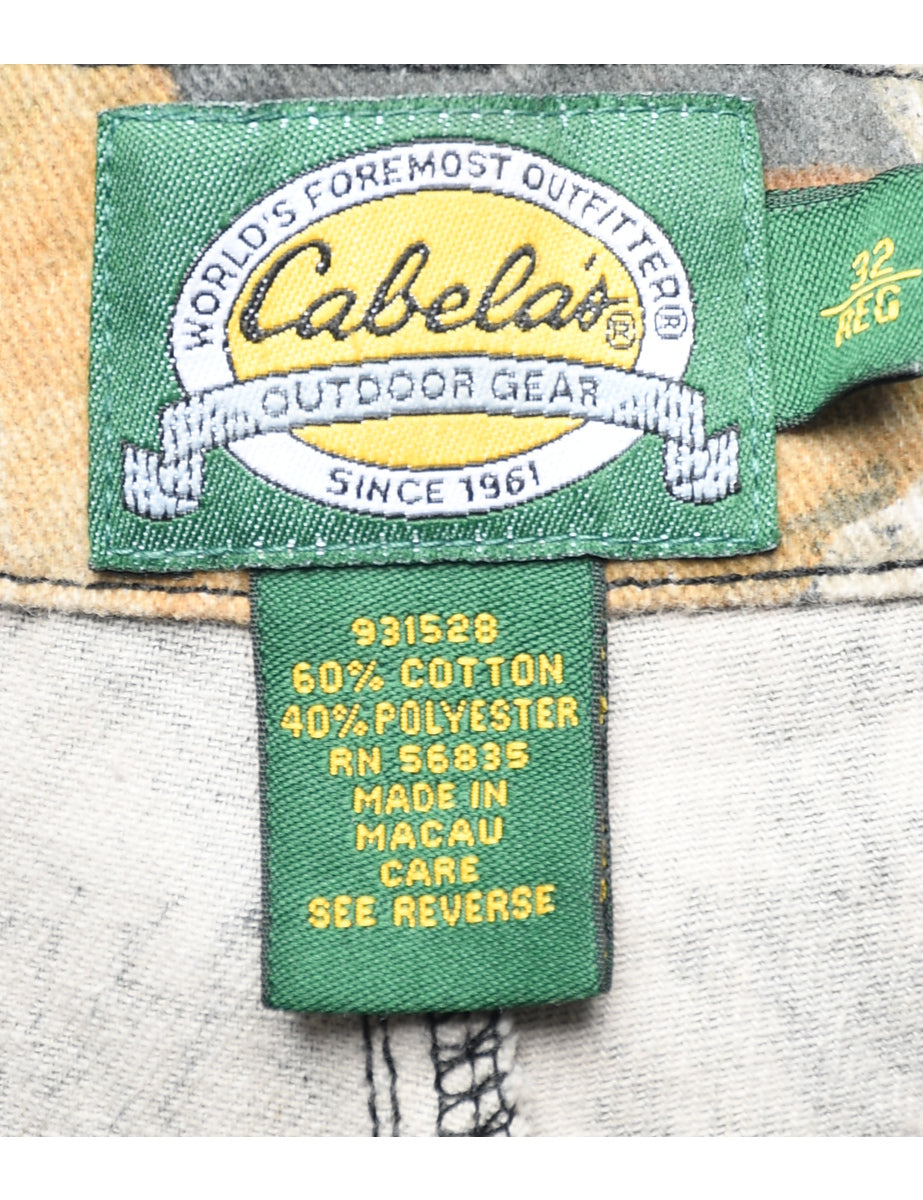 WORLD'S FOREMOST OUTFITTER®
Cabela's®
OUTDOOR GEAR
SINCE 1961
32
REG
931528
60% COTTON
40% POLYESTER
RN 56835
MADE IN
MACAU
CARE
SEE REVERSE